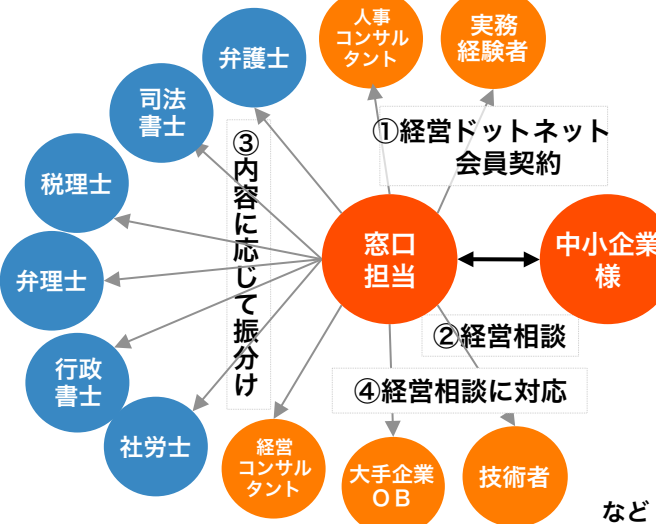 人事
コンサル
タント
実務
経験者
弁護士
司法
書士
税理士
弁理士
行政
書士
社労士
①経営ドットネット
会員契約
③内容に応じて振分け
窓口
担当
中小企業
様
②経営相談
④経営相談に対応
経営
コンサル
タント
大手企業
ＯＢ
技術者
など